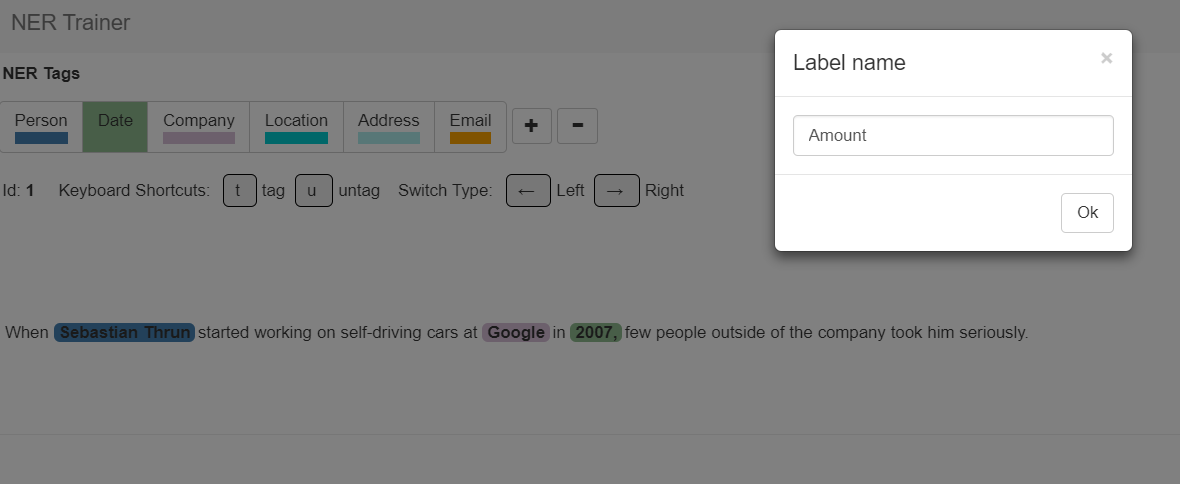 NER Trainer
NER Tags
Person Date Company Location Address Email + -
Id: 1 Keyboard Shortcuts: t tag u untag Switch Type: ← Left → Right
When Sebastian Thrun started working on self-driving cars at Google in 2007, few people outside of the company took him seriously.
Label name ×
Amount
Ok